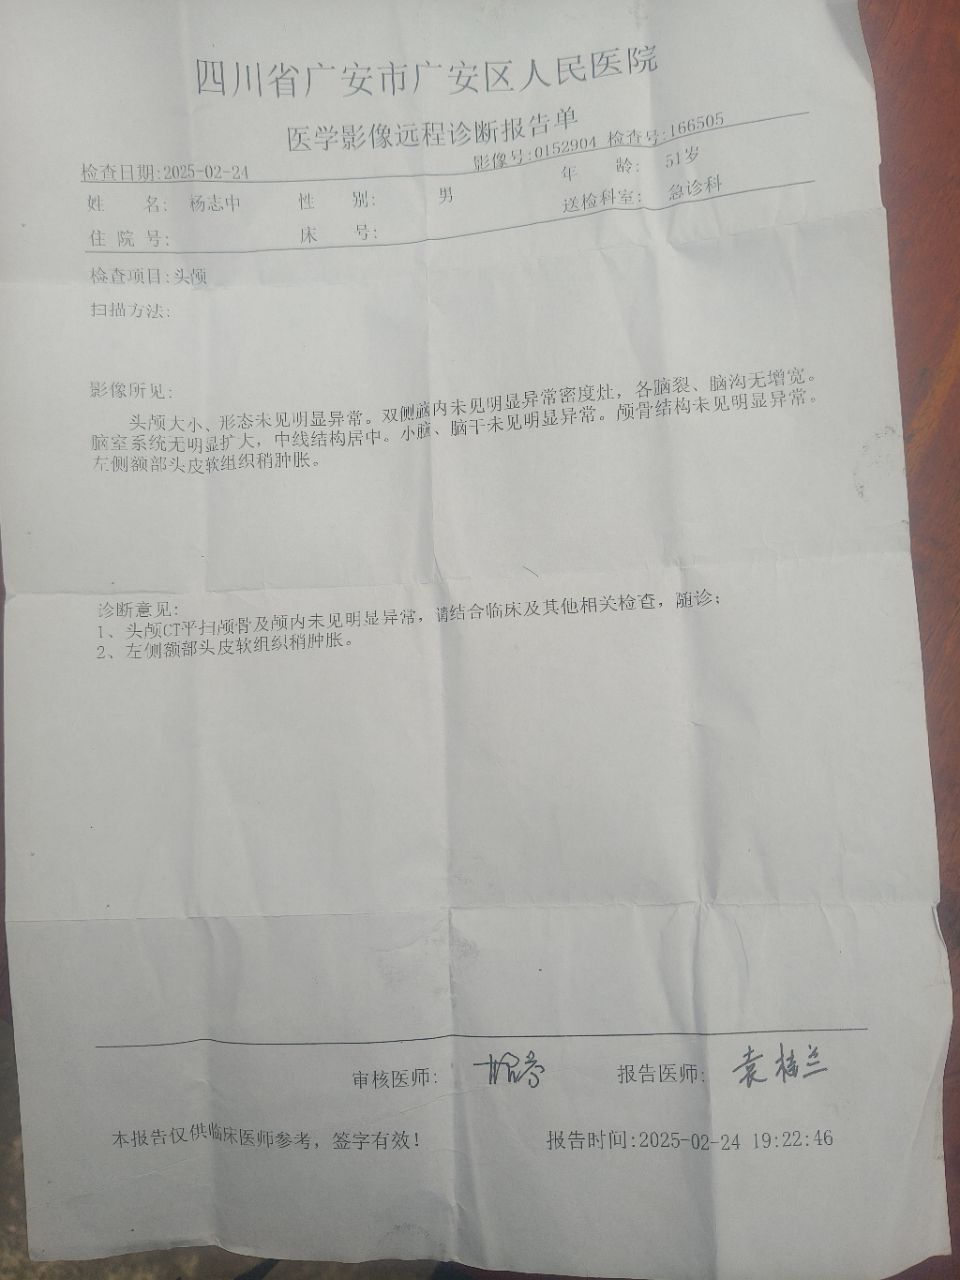 四川省广安市广安区人民医院
医学影像远程诊断报告单
检查日期:2025-02-24 影像号:0152904 检查号:166505
姓 名: 杨志中 性 别: 男 年 龄: 51岁
住院号: 床 号: 送检科室: 急诊科
检查项目:头颅
扫描方法:
影像所见:
头颅大小、形态未见明显异常。双侧脑内未见明显异常密度灶，各脑裂、脑沟无增宽。
脑室系统无明显扩大，中线结构居中。小脑、脑干未见明显异常。颅骨结构未见明显异常。
左侧额部头皮软组织稍肿胀。
诊断意见:
1、头颅CT平扫颅骨及颅内未见明显异常，请结合临床及其他相关检查，随诊；
2、左侧额部头皮软组织稍肿胀。
审核医师: 报告医师: 袁桂兰
本报告仅供临床医师参考，签字有效！ 报告时间:2025-02-24 19:22:46